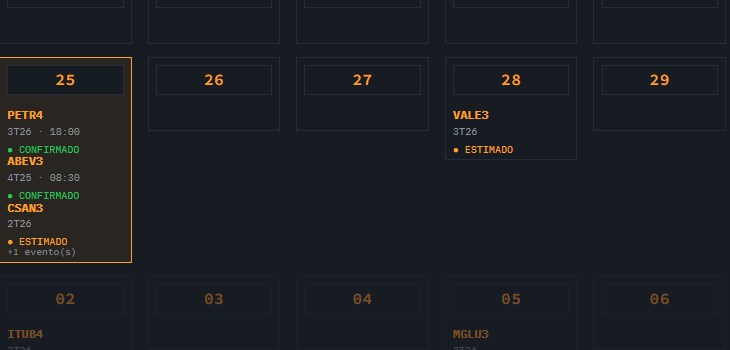 25
26
27
28
29
PETR4
3T26 · 18:00
● CONFIRMADO
ABEV3
4T25 · 08:30
● CONFIRMADO
CSAN3
2T26
● ESTIMADO
+1 evento(s)
VALE3
3T26
● ESTIMADO
02
03
04
05
06
ITUB4
MGLU3